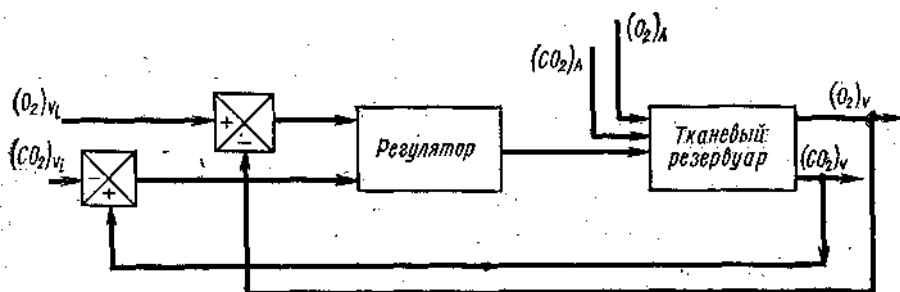 (O₂)A
(CO₂)A
(O₂)vᵢ
(CO₂)vᵢ
+
−
−
+
Регулятор
Тканевый
резервуар
(O₂)v
(CO₂)v